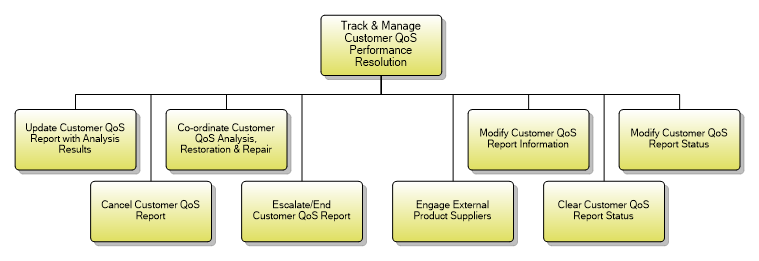 Track & Manage
Customer QoS
Performance
Resolution
Update Customer QoS
Report with Analysis
Results
Co-ordinate Customer
QoS Analysis,
Restoration & Repair
Modify Customer QoS
Report Information
Modify Customer QoS
Report Status
Cancel Customer QoS
Report
Escalate/End
Customer QoS Report
Engage External
Product Suppliers
Clear Customer QoS
Report Status